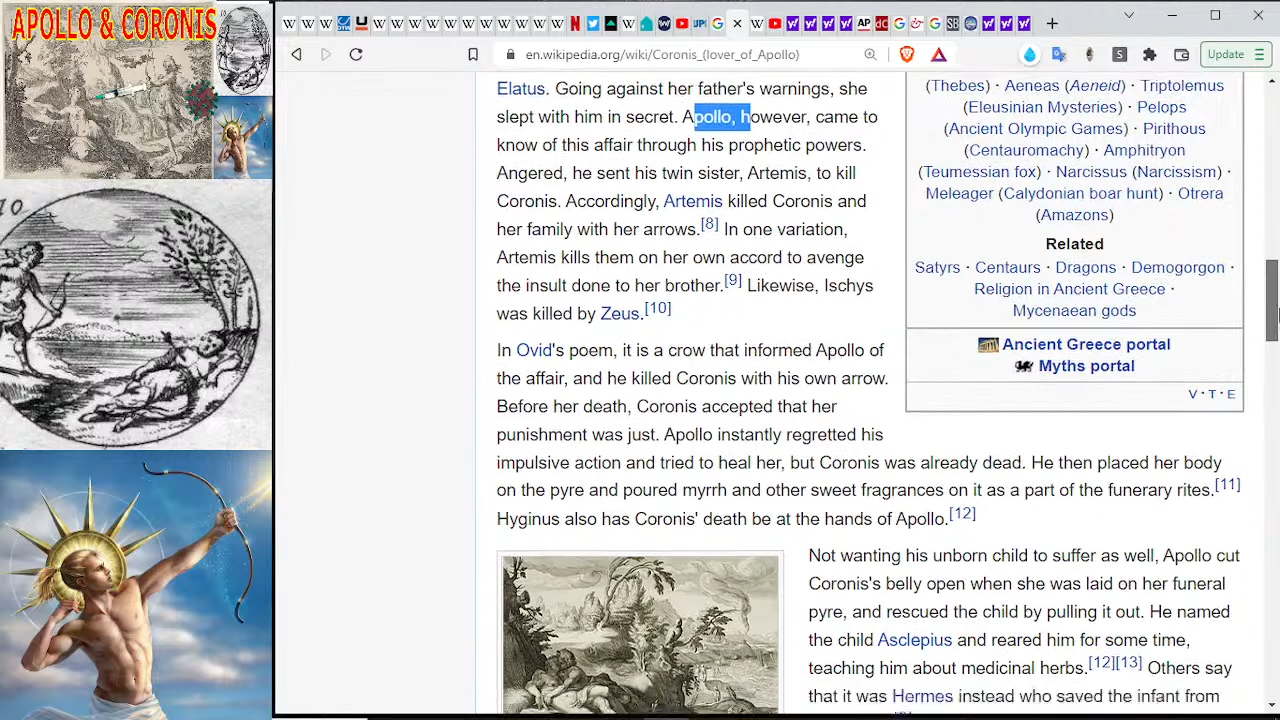 APOLLO & CORONIS
10
en.wikipedia.org/wiki/Coronis_(lover_of_Apollo)
Update
Elatus. Going against her father's warnings, she
slept with him in secret. Apollo, however, came to
know of this affair through his prophetic powers.
Angered, he sent his twin sister, Artemis, to kill
Coronis. Accordingly, Artemis killed Coronis and
her family with her arrows.[8] In one variation,
Artemis kills them on her own accord to avenge
the insult done to her brother.[9] Likewise, Ischys
was killed by Zeus.[10]
In Ovid's poem, it is a crow that informed Apollo of
the affair, and he killed Coronis with his own arrow.
Before her death, Coronis accepted that her
punishment was just. Apollo instantly regretted his
impulsive action and tried to heal her, but Coronis was already dead. He then placed her body
on the pyre and poured myrrh and other sweet fragrances on it as a part of the funerary rites.[11]
Hyginus also has Coronis' death be at the hands of Apollo.[12]
Not wanting his unborn child to suffer as well, Apollo cut
Coronis's belly open when she was laid on her funeral
pyre, and rescued the child by pulling it out. He named
the child Asclepius and reared him for some time,
teaching him about medicinal herbs.[12][13] Others say
that it was Hermes instead who saved the infant from
(Thebes) · Aeneas (Aeneid) · Triptolemus
(Eleusinian Mysteries) · Pelops
(Ancient Olympic Games) · Pirithous
(Centauromachy) · Amphitryon
(Teumessian fox) · Narcissus (Narcissism) ·
Meleager (Calydonian boar hunt) · Otrera
(Amazons)
Related
Satyrs · Centaurs · Dragons · Demogorgon ·
Religion in Ancient Greece ·
Mycenaean gods
Ancient Greece portal
Myths portal
V · T · E